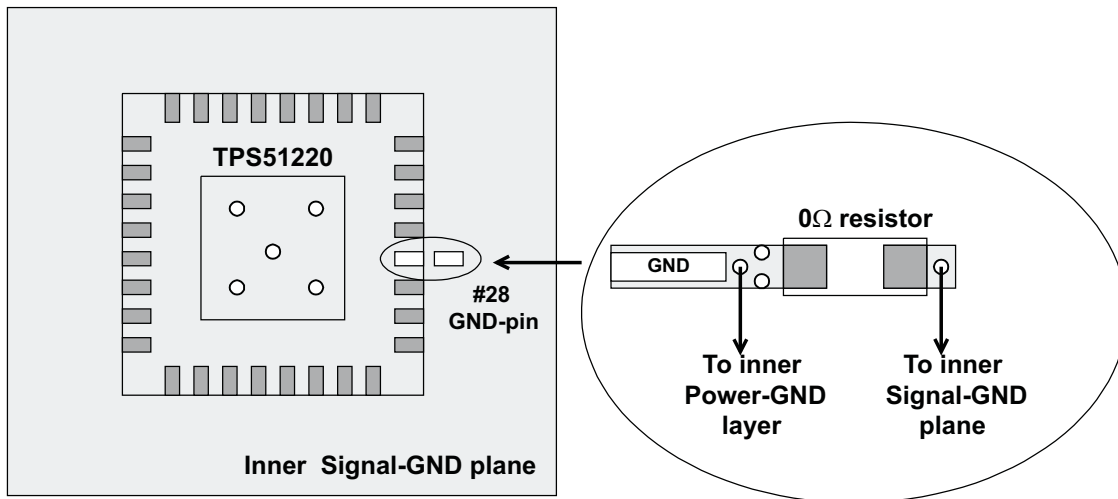 TPS51220
#28
GND-pin
Inner Signal-GND plane
0Ω resistor
GND
To inner
Power-GND
layer
To inner
Signal-GND
plane